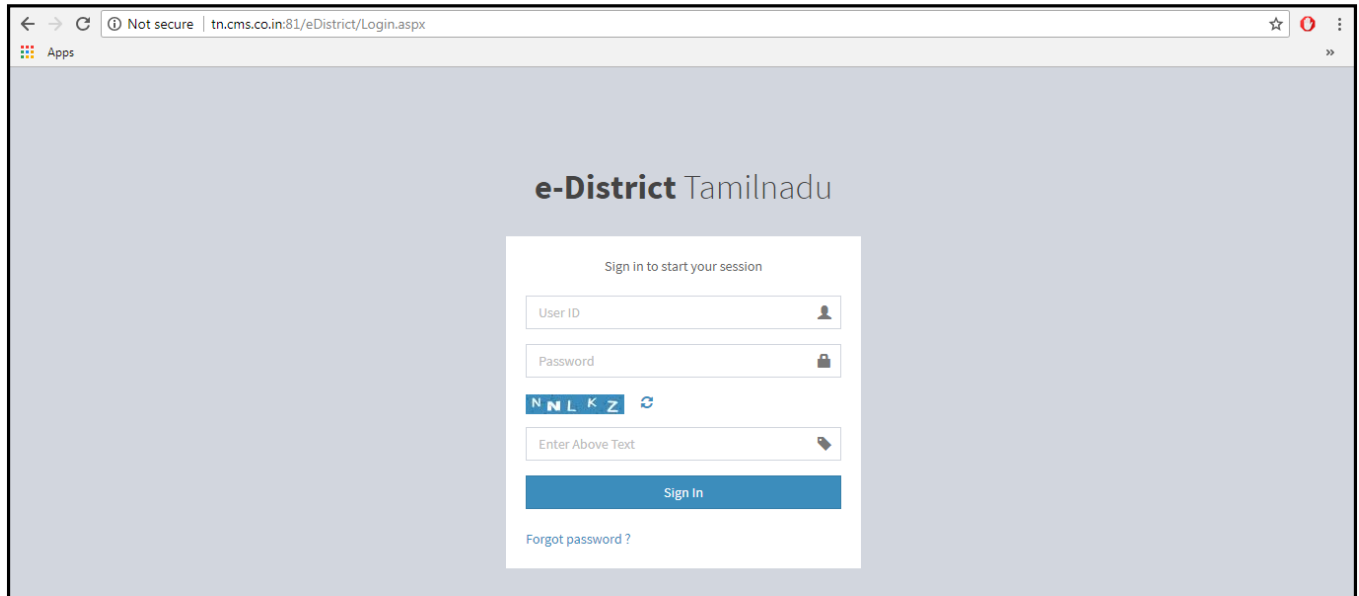 Not secure | tn.cms.co.in:81/eDistrict/Login.aspx
Apps
»
e-District Tamilnadu
Sign in to start your session
User ID
Password
NNLKZ
Enter Above Text
Sign In
Forgot password ?